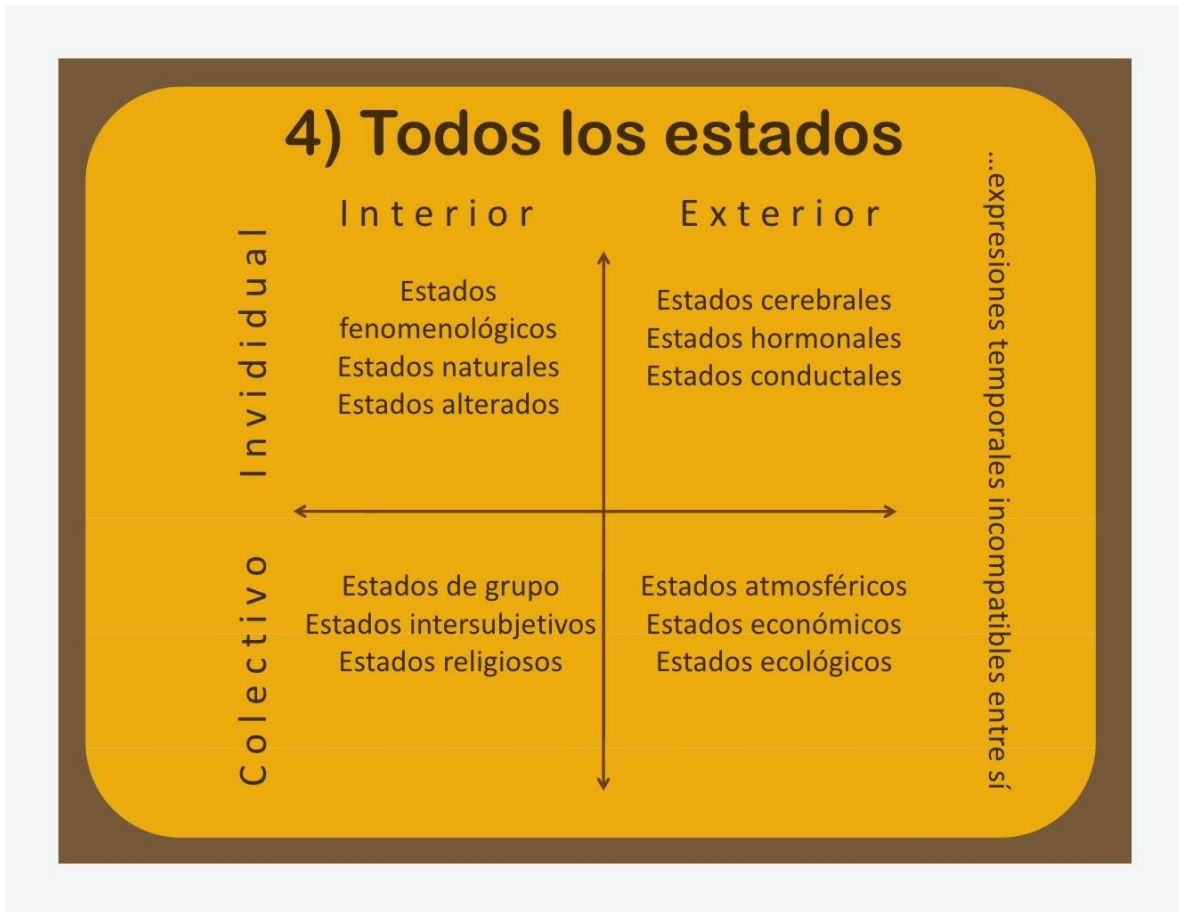 4) Todos los estados
Interior
Exterior
Invididual
Estados
fenomenológicos
Estados naturales
Estados alterados
Estados cerebrales
Estados hormonales
Estados conductales
Colectivo
Estados de grupo
Estados intersubjetivos
Estados religiosos
Estados atmosféricos
Estados económicos
Estados ecológicos
...expresiones temporales incompatibles entre sí